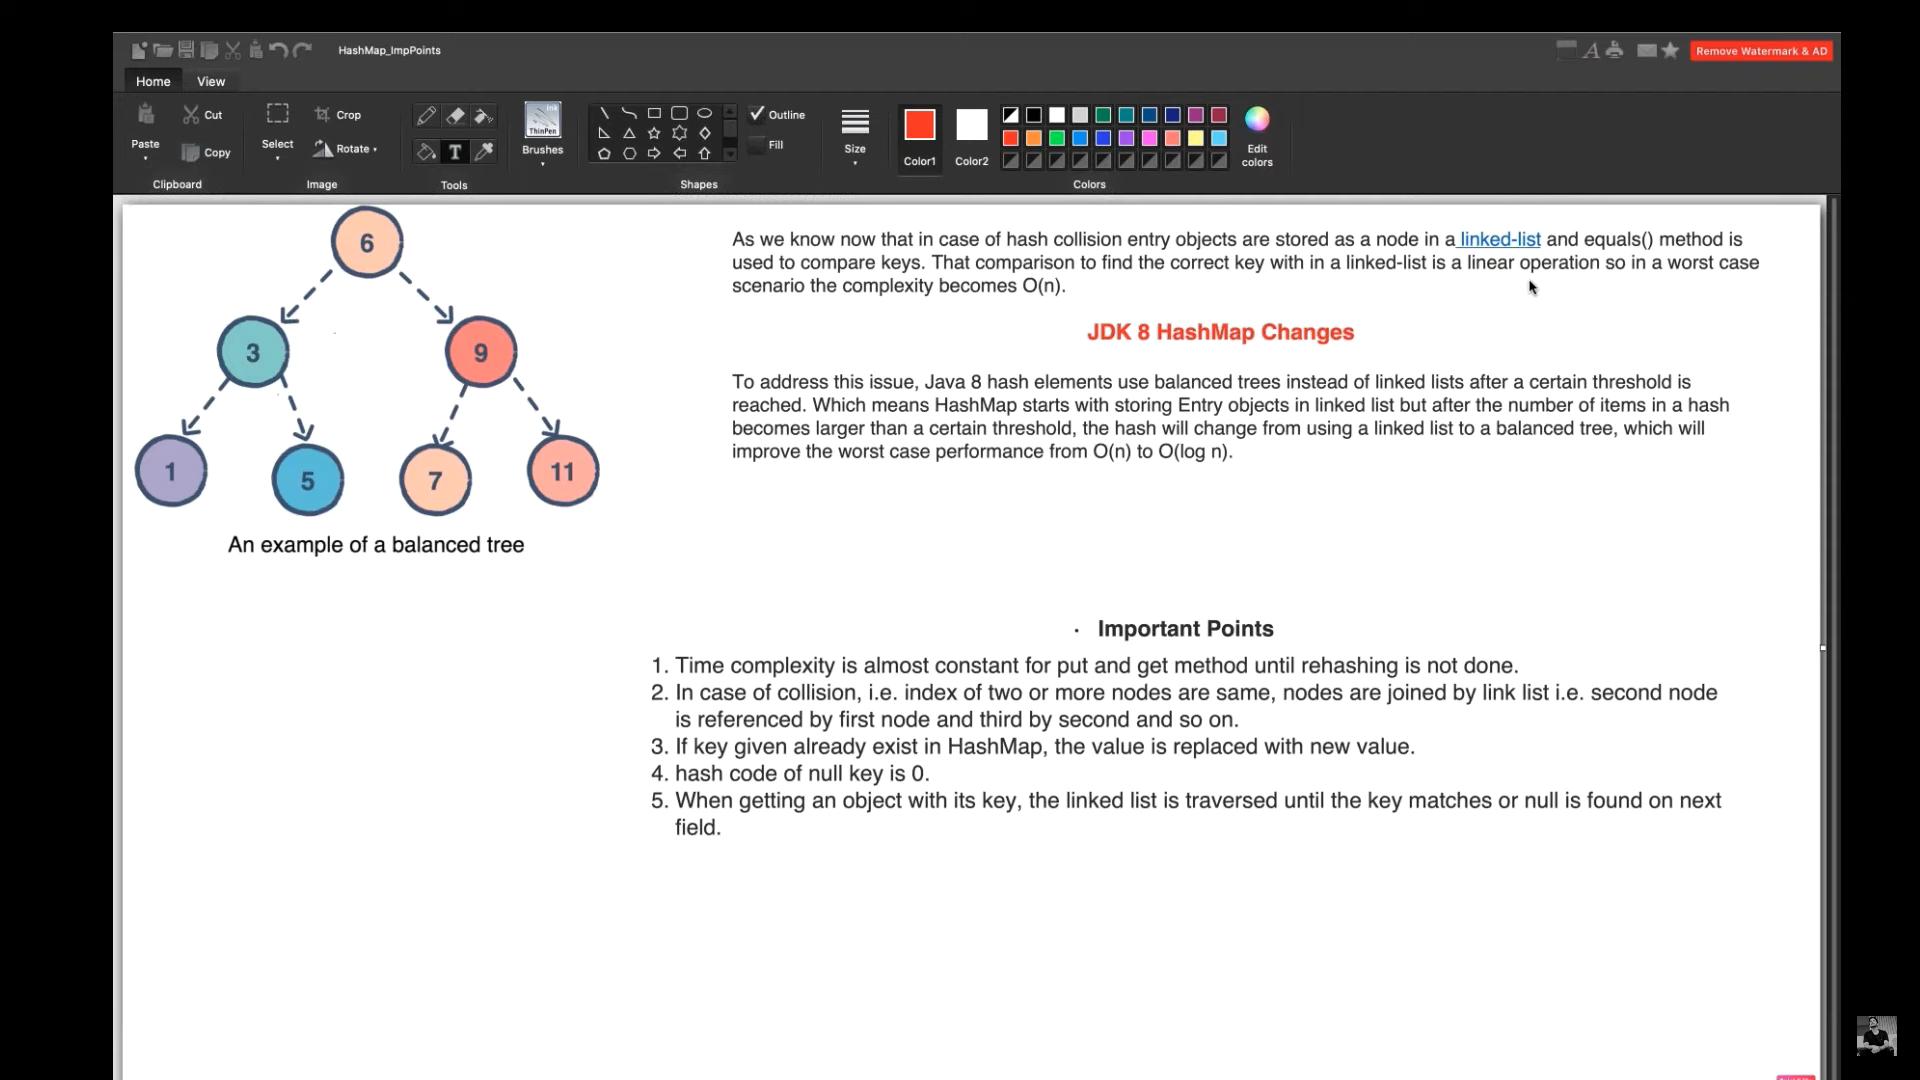 HashMap_ImpPoints
Remove Watermark & AD
Home View
Cut
Crop
Paste
Copy
Select
Rotate
Ink
ThinPen
Brushes
Outline
Fill
Size
Color1
Color2
Edit
colors
Clipboard
Image
Tools
Shapes
Colors
6
3
9
1
5
7
11
An example of a balanced tree
As we know now that in case of hash collision entry objects are stored as a node in a linked-list and equals() method is
used to compare keys. That comparison to find the correct key with in a linked-list is a linear operation so in a worst case
scenario the complexity becomes O(n).
JDK 8 HashMap Changes
To address this issue, Java 8 hash elements use balanced trees instead of linked lists after a certain threshold is
reached. Which means HashMap starts with storing Entry objects in linked list but after the number of items in a hash
becomes larger than a certain threshold, the hash will change from using a linked list to a balanced tree, which will
improve the worst case performance from O(n) to O(log n).
· Important Points
1. Time complexity is almost constant for put and get method until rehashing is not done.
2. In case of collision, i.e. index of two or more nodes are same, nodes are joined by link list i.e. second node
is referenced by first node and third by second and so on.
3. If key given already exist in HashMap, the value is replaced with new value.
4. hash code of null key is 0.
5. When getting an object with its key, the linked list is traversed until the key matches or null is found on next
field.